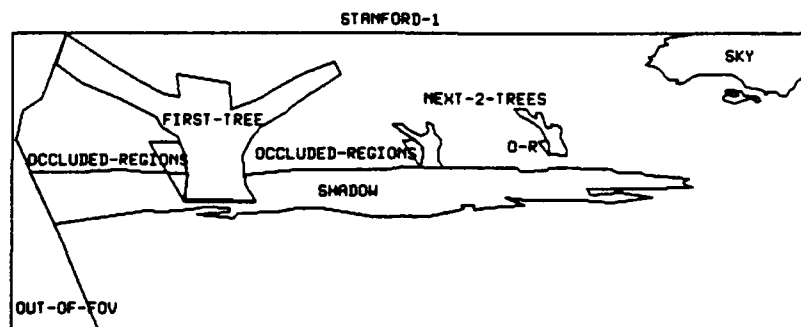 STANFORD-1
SKY
NEXT-2-TREES
FIRST-TREE
O-R
OCCLUDED-REGIONS
OCCLUDED-REGIONS
SHADOW
OUT-OF-FOV